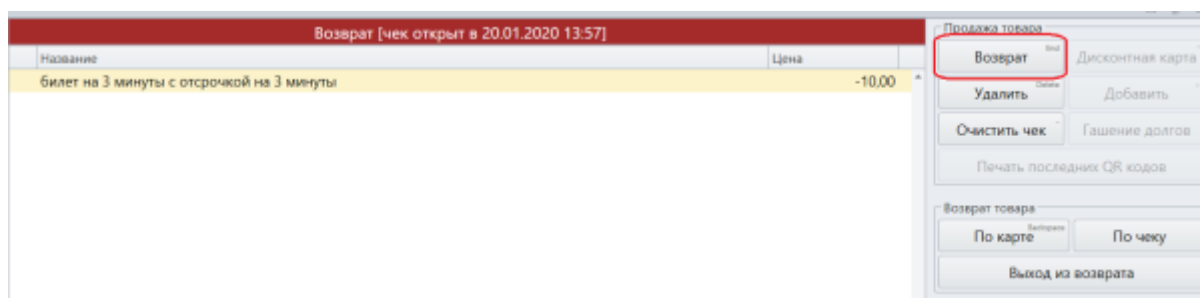 Возврат [чек открыт в 20.01.2020 13:57]
Название Цена
билет на 3 минуты с отсрочкой на 3 минуты -10,00
Продажа товара
Возврат End Дисконтная карта
Удалить Delete Добавить
Очистить чек Гашение долгов
Печать последних QR кодов
Возврат товара
По карте Backspace По чеку
Выход из возврата